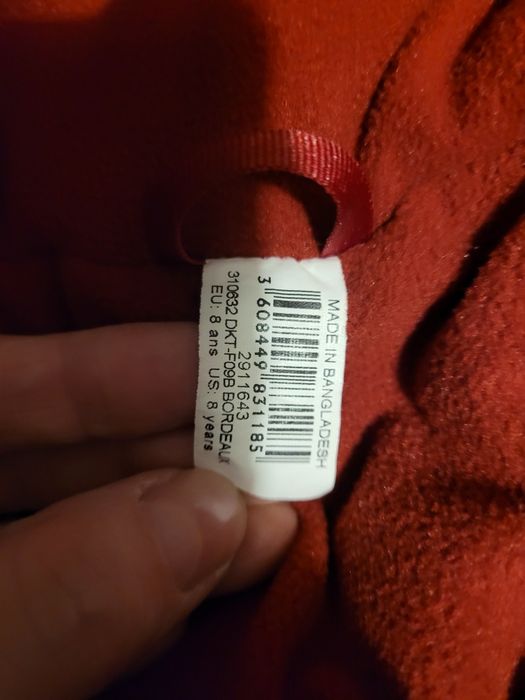 MADE IN BANGLADESH
3 608449 831185
2911643
310632 DKT-F09B BORDEAUX
EU: 8 ans US: 8 years